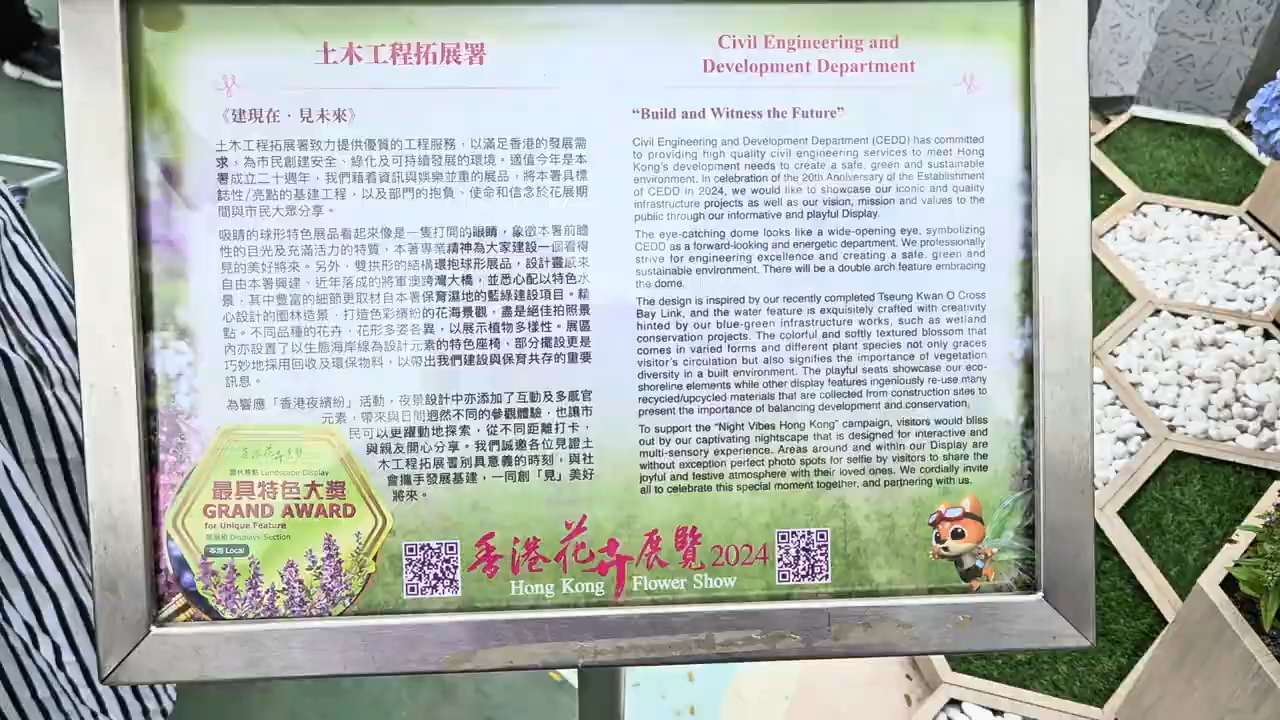 土木工程拓展署
《建現在．見未來》
土木工程拓展署致力提供優質的工程服務，以滿足香港的發展需
求，為市民創建安全、綠化及可持續發展的環境。適值今年是本
署成立二十週年，我們藉着資訊與娛樂並重的展品，將本署具標
誌性/亮點的基建工程，以及部門的抱負、使命和信念於花展期
間與市民大眾分享。
吸睛的球形特色展品看起來像是一隻打開的眼睛，象徵本署前瞻
性的目光及充滿活力的特質，本署專業精神為大家建設一個看得
見的美好將來。另外，雙拱形的結構環抱球形展品，設計靈感來
自由本署興建、近年落成的將軍澳跨灣大橋，並悉心配以特色水
景，其中豐富的細節更取材自本署保育濕地的藍綠建設項目。精
心設計的園林造景，打造色彩繽紛的花海景觀，盡是絕佳拍照景
點。不同品種的花卉，花形多姿各異，以展示植物多樣性。展區
內亦設置了以生態海岸線為設計元素的特色座椅，部分擺設更是
巧妙地採用回收及環保物料，以帶出我們建設與保育共存的重要
訊息。
為響應「香港夜繽紛」活動，夜景設計中亦添加了互動及多感官
元素，帶來與日間迥然不同的參觀體驗，也讓市
民可以更躍動地探索，從不同距離打卡，
與親友開心分享。我們誠邀各位見證土
木工程拓展署別具意義的時刻，與社
會攜手發展基建，一同創「見」美好
將來。
Civil Engineering and
Development Department
“Build and Witness the Future”
Civil Engineering and Development Department (CEDD) has committed
to providing high quality civil engineering services to meet Hong
Kong's development needs to create a safe, green and sustainable
environment. In celebration of the 20th Anniversary of the Establishment
of CEDD in 2024, we would like to showcase our iconic and quality
infrastructure projects as well as our vision, mission and values to the
public through our informative and playful Display.
The eye-catching dome looks like a wide-opening eye, symbolizing
CEDD as a forward-looking and energetic department. We professionally
strive for engineering excellence and creating a safe, green and
sustainable environment. There will be a double arch feature embracing
the dome.
The design is inspired by our recently completed Tseung Kwan O Cross
Bay Link, and the water feature is exquisitely crafted with creativity
hinted by our blue-green infrastructure works, such as wetland
conservation projects. The colorful and softly textured blossom that
comes in varied forms and different plant species not only graces
visitor's circulation but also signifies the importance of vegetation
diversity in a built environment. The playful seats showcase our eco-
shoreline elements while other display features ingeniously re-use many
recycled/upcycled materials that are collected from construction sites to
present the importance of balancing development and conservation.
To support the “Night Vibes Hong Kong” campaign, visitors would bliss
out by our captivating nightscape that is designed for interactive and
multi-sensory experience. Areas around and within our Display are
without exception perfect photo spots for selfie by visitors to share the
joyful and festive atmosphere with their loved ones. We cordially invite
all to celebrate this special moment together, and partnering with us.
香港花卉展覽
園林景點 Landscape Display
最具特色大獎
GRAND AWARD
for Unique Feature
展品組 Displays Section
本地 Local
香港花卉展覽 2024
Hong Kong Flower Show